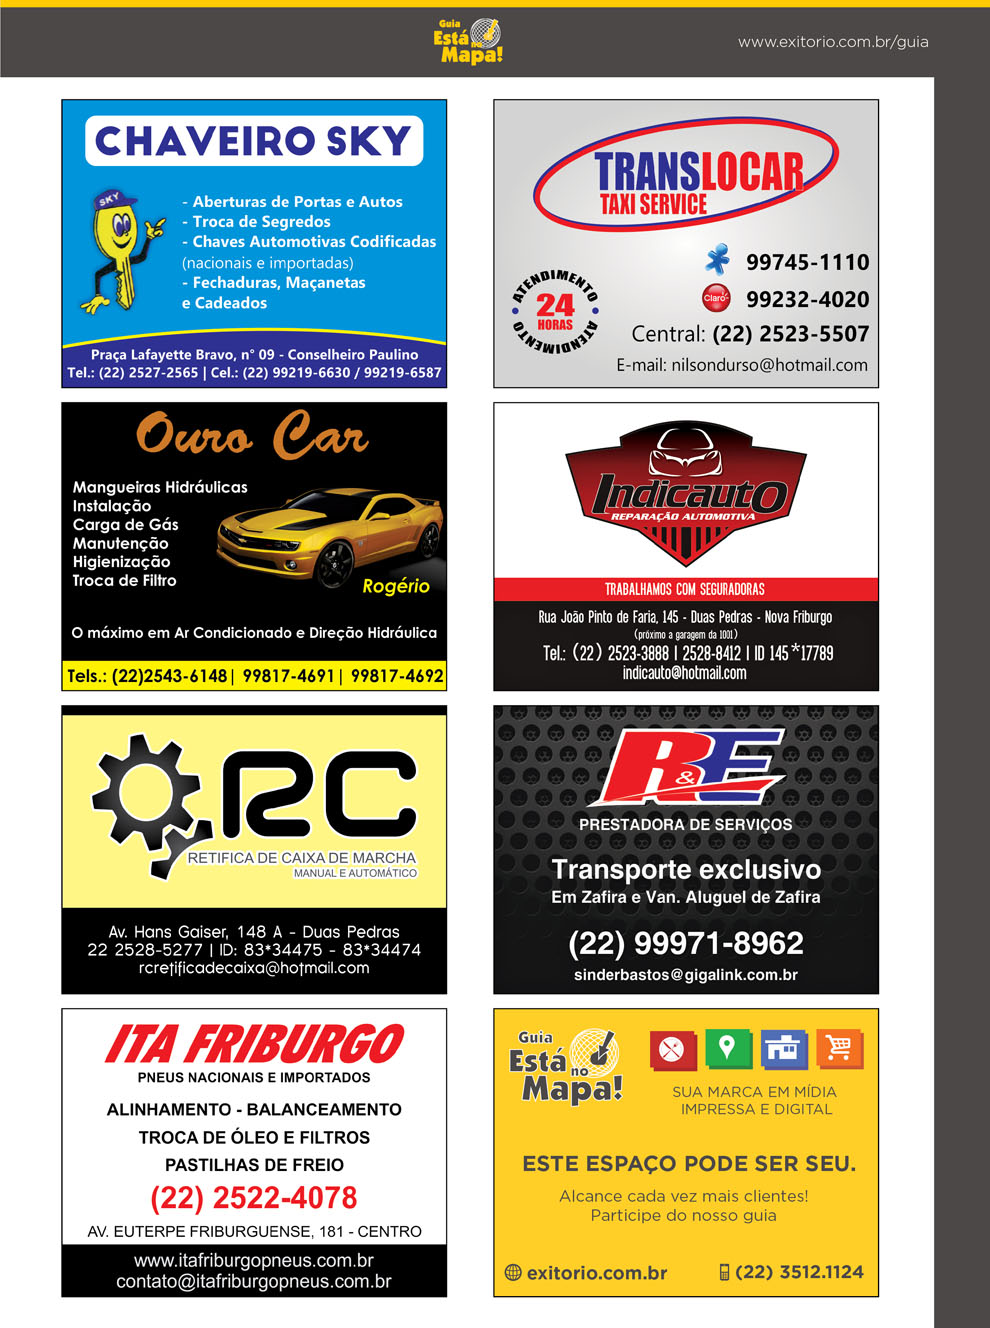 Guia
Está no
Mapa!
www.exitorio.com.br/guia
CHAVEIRO SKY
SKY
- Aberturas de Portas e Autos
- Troca de Segredos
- Chaves Automotivas Codificadas
(nacionais e importadas)
- Fechaduras, Maçanetas
e Cadeados
Praça Lafayette Bravo, n° 09 - Conselheiro Paulino
Tel.: (22) 2527-2565 | Cel.: (22) 99219-6630 / 99219-6587
TRANSLOCAR
TAXI SERVICE
99745-1110
Claro
99232-4020
ATENDIMENTO
24
HORAS
ATENDIMENTO
Central: (22) 2523-5507
E-mail: nilsondurso@hotmail.com
Ouro Car
Mangueiras Hidráulicas
Instalação
Carga de Gás
Manutenção
Higienização
Troca de Filtro
Rogério
O máximo em Ar Condicionado e Direção Hidráulica
Tels.: (22)2543-6148| 99817-4691| 99817-4692
Indicauto
REPARAÇÃO AUTOMOTIVA
TRABALHAMOS COM SEGURADORAS
Rua João Pinto de Faria, 145 - Duas Pedras - Nova Friburgo
(próximo a garagem da 1001)
Tel.: (22) 2523-3888 | 2528-8412 | ID 145*17789
indicauto@hotmail.com
RC
RETIFICA DE CAIXA DE MARCHA
MANUAL E AUTOMÁTICO
Av. Hans Gaiser, 148 A - Duas Pedras
22 2528-5277 | ID: 83*34475 - 83*34474
rcretificadecaixa@hotmail.com
R&E
PRESTADORA DE SERVIÇOS
Transporte exclusivo
Em Zafira e Van. Aluguel de Zafira
(22) 99971-8962
sinderbastos@gigalink.com.br
ITA FRIBURGO
PNEUS NACIONAIS E IMPORTADOS
ALINHAMENTO - BALANCEAMENTO
TROCA DE ÓLEO E FILTROS
PASTILHAS DE FREIO
(22) 2522-4078
AV. EUTERPE FRIBURGUENSE, 181 - CENTRO
www.itafriburgopneus.com.br
contato@itafriburgopneus.com.br
Guia
Está no
Mapa!
SUA MARCA EM MÍDIA
IMPRESSA E DIGITAL
ESTE ESPAÇO PODE SER SEU.
Alcance cada vez mais clientes!
Participe do nosso guia
exitorio.com.br
(22) 3512.1124